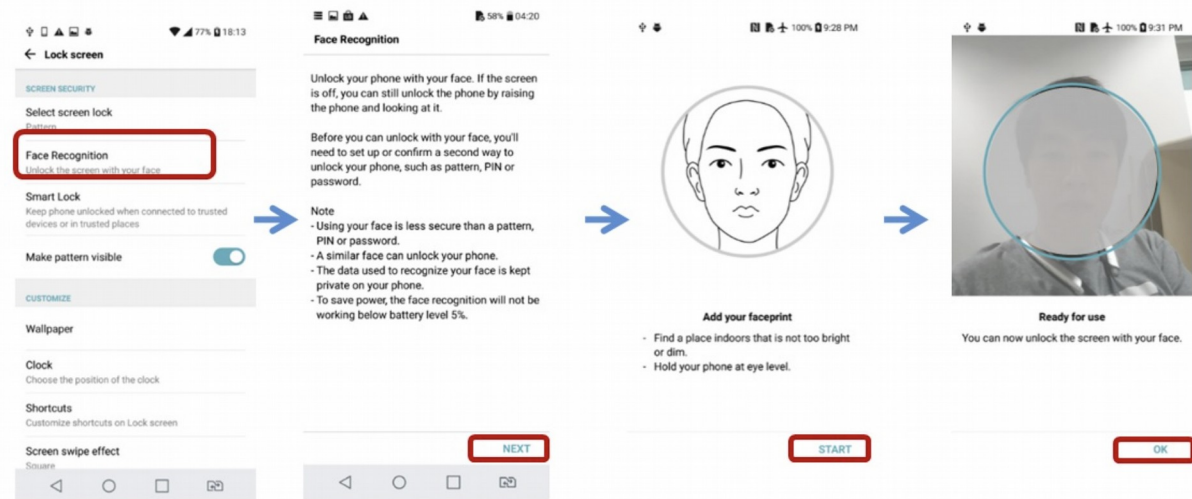 77% 18:13
Lock screen
SCREEN SECURITY
Select screen lock
Pattern
Face Recognition
Unlock the screen with your face
Smart Lock
Keep phone unlocked when connected to trusted
devices or in trusted places
Make pattern visible
CUSTOMIZE
Wallpaper
Clock
Choose the position of the clock
Shortcuts
Customize shortcuts on Lock screen
Screen swipe effect
Square
58% 04:20
Face Recognition
Unlock your phone with your face. If the screen
is off, you can still unlock the phone by raising
the phone and looking at it.
Before you can unlock with your face, you'll
need to set up or confirm a second way to
unlock your phone, such as pattern, PIN or
password.
Note
- Using your face is less secure than a pattern,
PIN or password.
- A similar face can unlock your phone.
- The data used to recognize your face is kept
private on your phone.
- To save power, the face recognition will not be
working below battery level 5%.
NEXT
100% 9:28 PM
Add your faceprint
- Find a place indoors that is not too bright
or dim.
- Hold your phone at eye level.
START
100% 9:31 PM
Ready for use
You can now unlock the screen with your face.
OK